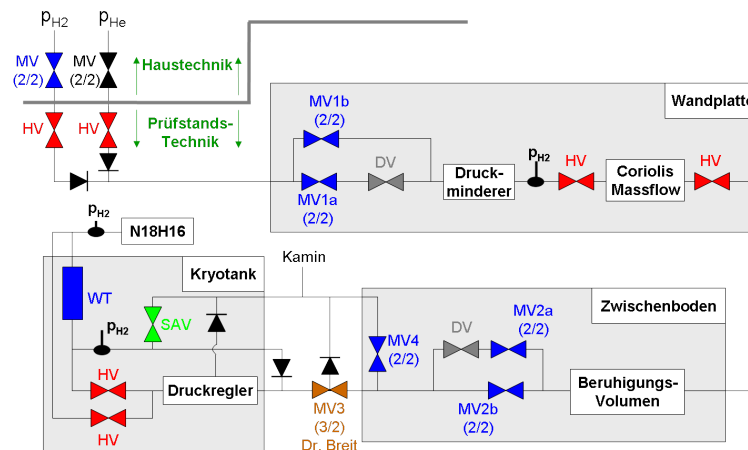 pH2
pHe
MV
(2/2)
MV
(2/2)
Haustechnik
HV
HV
Prüfstands-
Technik
MV1b
(2/2)
Wandplatte
DV
MV1a
(2/2)
Druck-
minderer
pH2
HV
Coriolis
Massflow
HV
pH2
N18H16
Kamin
Kryotank
WT
SAV
pH2
HV
HV
Druckregler
MV3
(3/2)
Dr. Breit
MV4
(2/2)
Zwischenboden
DV
MV2a
(2/2)
MV2b
(2/2)
Beruhigungs-
Volumen